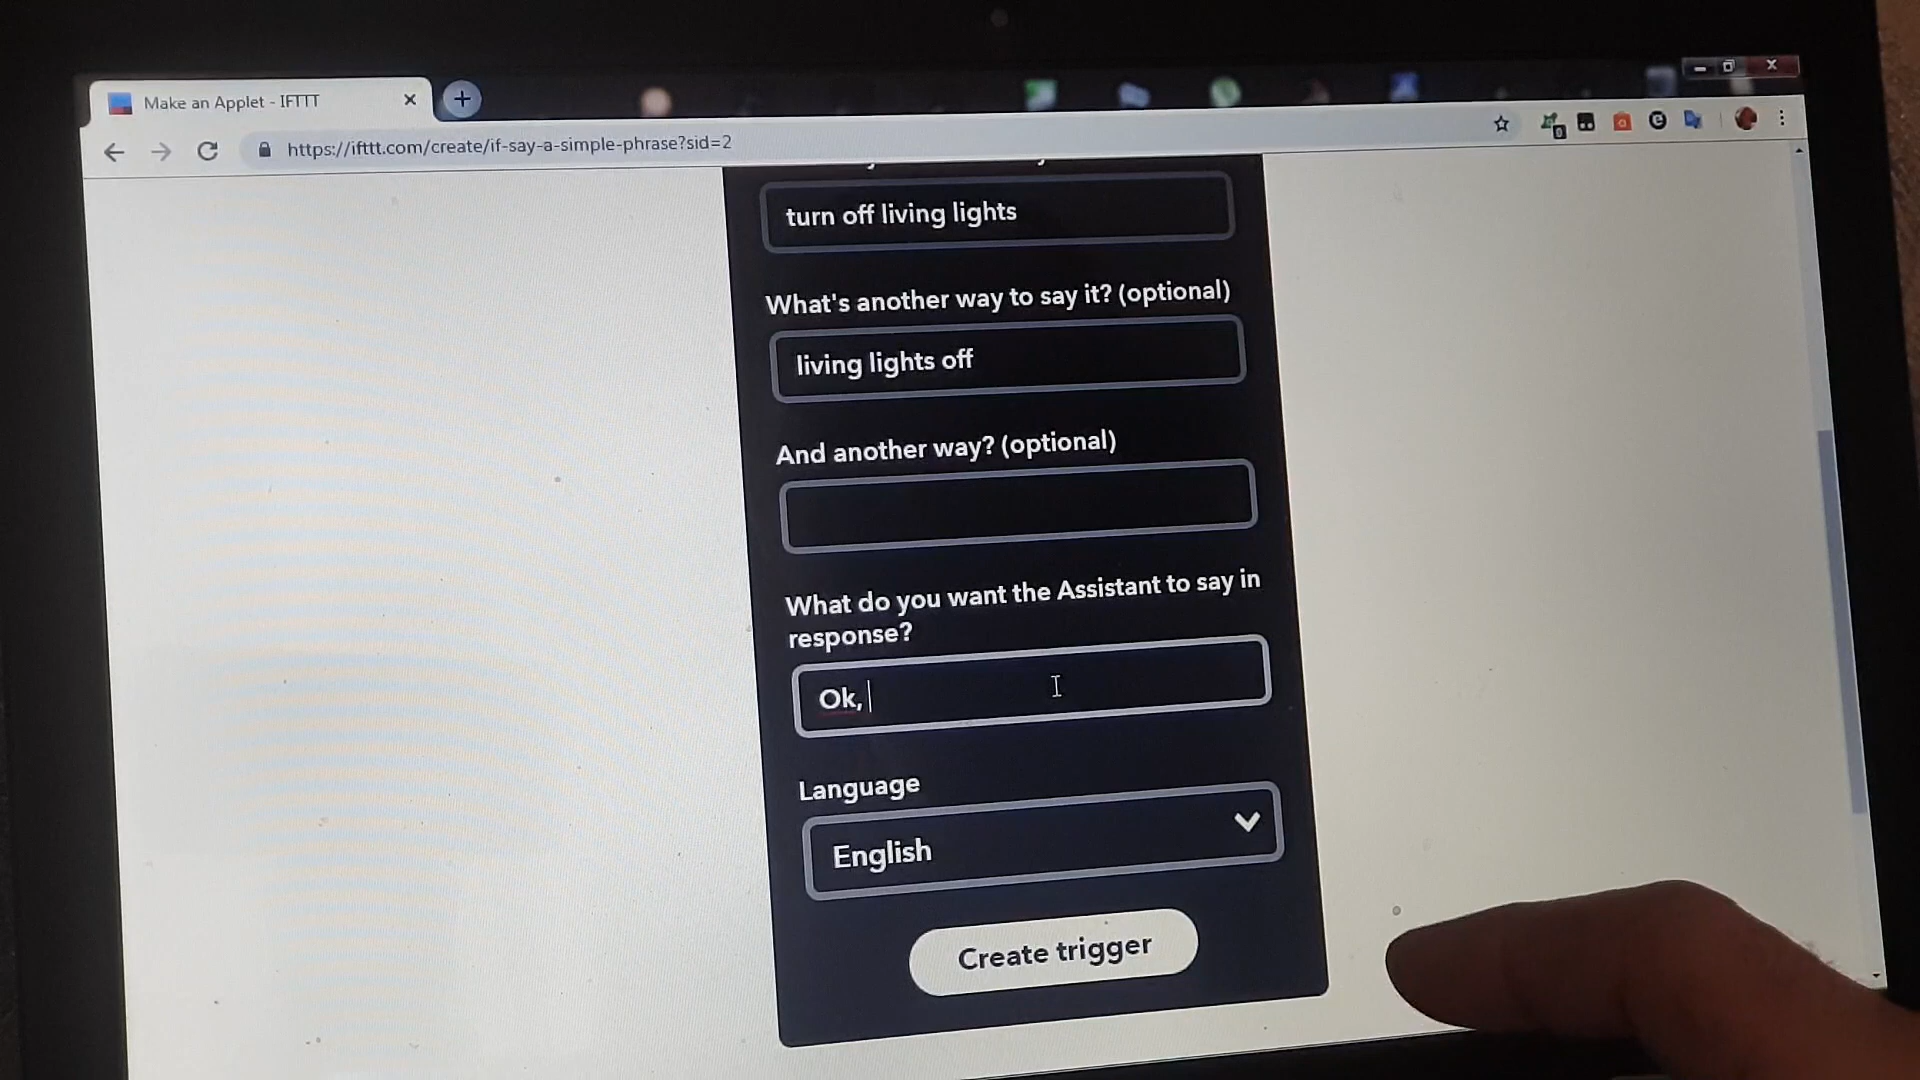 Make an Applet - IFTTT
https://ifttt.com/create/if-say-a-simple-phrase?sid=2
turn off living lights
What's another way to say it? (optional)
living lights off
And another way? (optional)
What do you want the Assistant to say in
response?
Ok,
Language
English
Create trigger